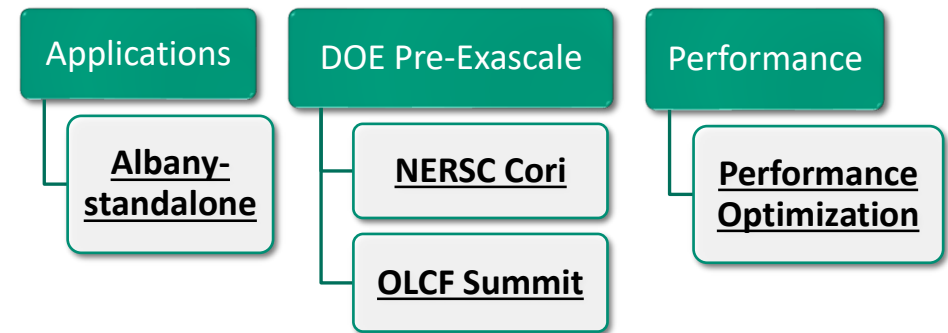 Applications
Albany-
standalone
DOE Pre-Exascale
NERSC Cori
OLCF Summit
Performance
Performance
Optimization